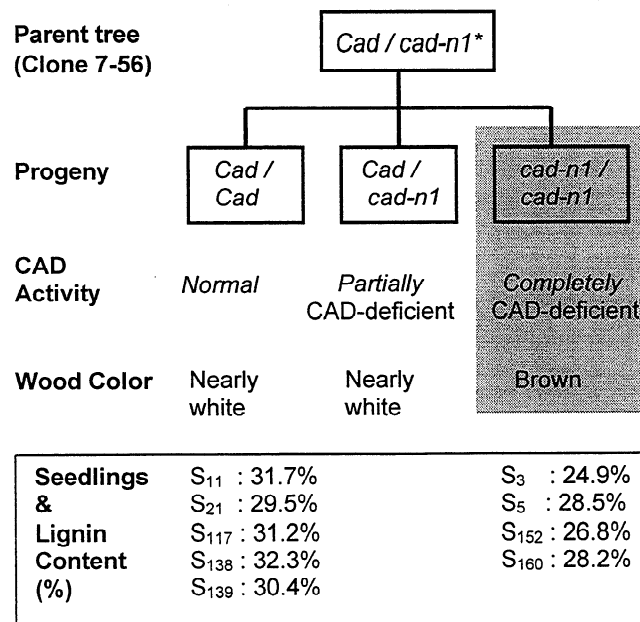 Parent tree
(Clone 7-56)
Cad / cad-n1*
Progeny
Cad /
Cad
Cad /
cad-n1
cad-n1 /
cad-n1
CAD
Activity
Normal
Partially
CAD-deficient
Completely
CAD-deficient
Wood Color
Nearly
white
Nearly
white
Brown
Seedlings
&
Lignin
Content
(%)
S11 : 31.7%
S21 : 29.5%
S117 : 31.2%
S138 : 32.3%
S139 : 30.4%
S3 : 24.9%
S5 : 28.5%
S152 : 26.8%
S160 : 28.2%